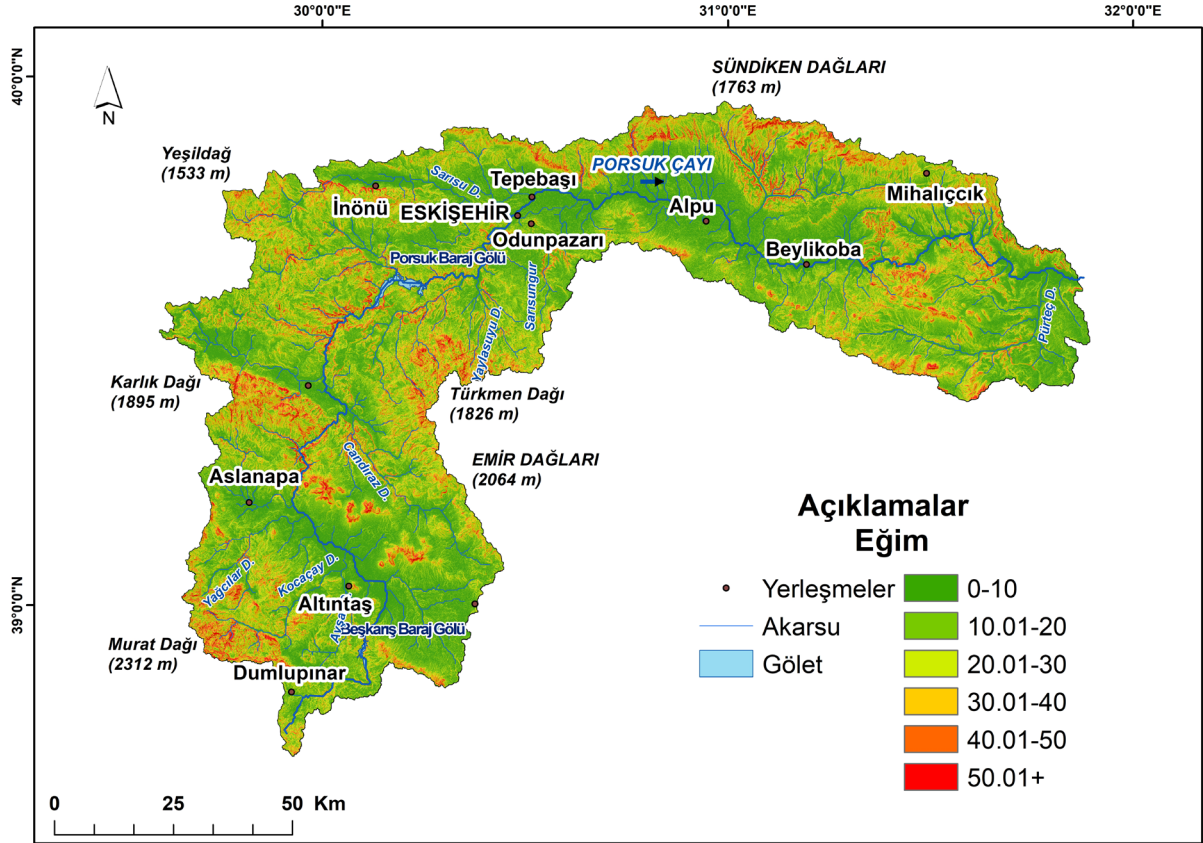 30°0'0"E
31°0'0"E
32°0'0"E
40°0'0"N
39°0'0"N
N
SÜNDİKEN DAĞLARI
(1763 m)
Yeşildağ
(1533 m)
Sarısu D.
Tepebaşı
PORSUK ÇAYI
Mihalıçcık
İnönü
ESKİŞEHİR
Alpu
Odunpazarı
Beylikoba
Porsuk Baraj Gölü
Sarısungur
Yaylasuyu D.
Pürteç D.
Karlık Dağı
(1895 m)
Türkmen Dağı
(1826 m)
Candıraz D.
EMİR DAĞLARI
(2064 m)
Aslanapa
Yağcılar D.
Kocaçay D.
Altıntaş
Beşkarış Baraj Gölü
Murat Dağı
(2312 m)
Dumlupınar
Açıklamalar
Eğim
Yerleşmeler
Akarsu
Gölet
0-10
10.01-20
20.01-30
30.01-40
40.01-50
50.01+
0 25 50 Km